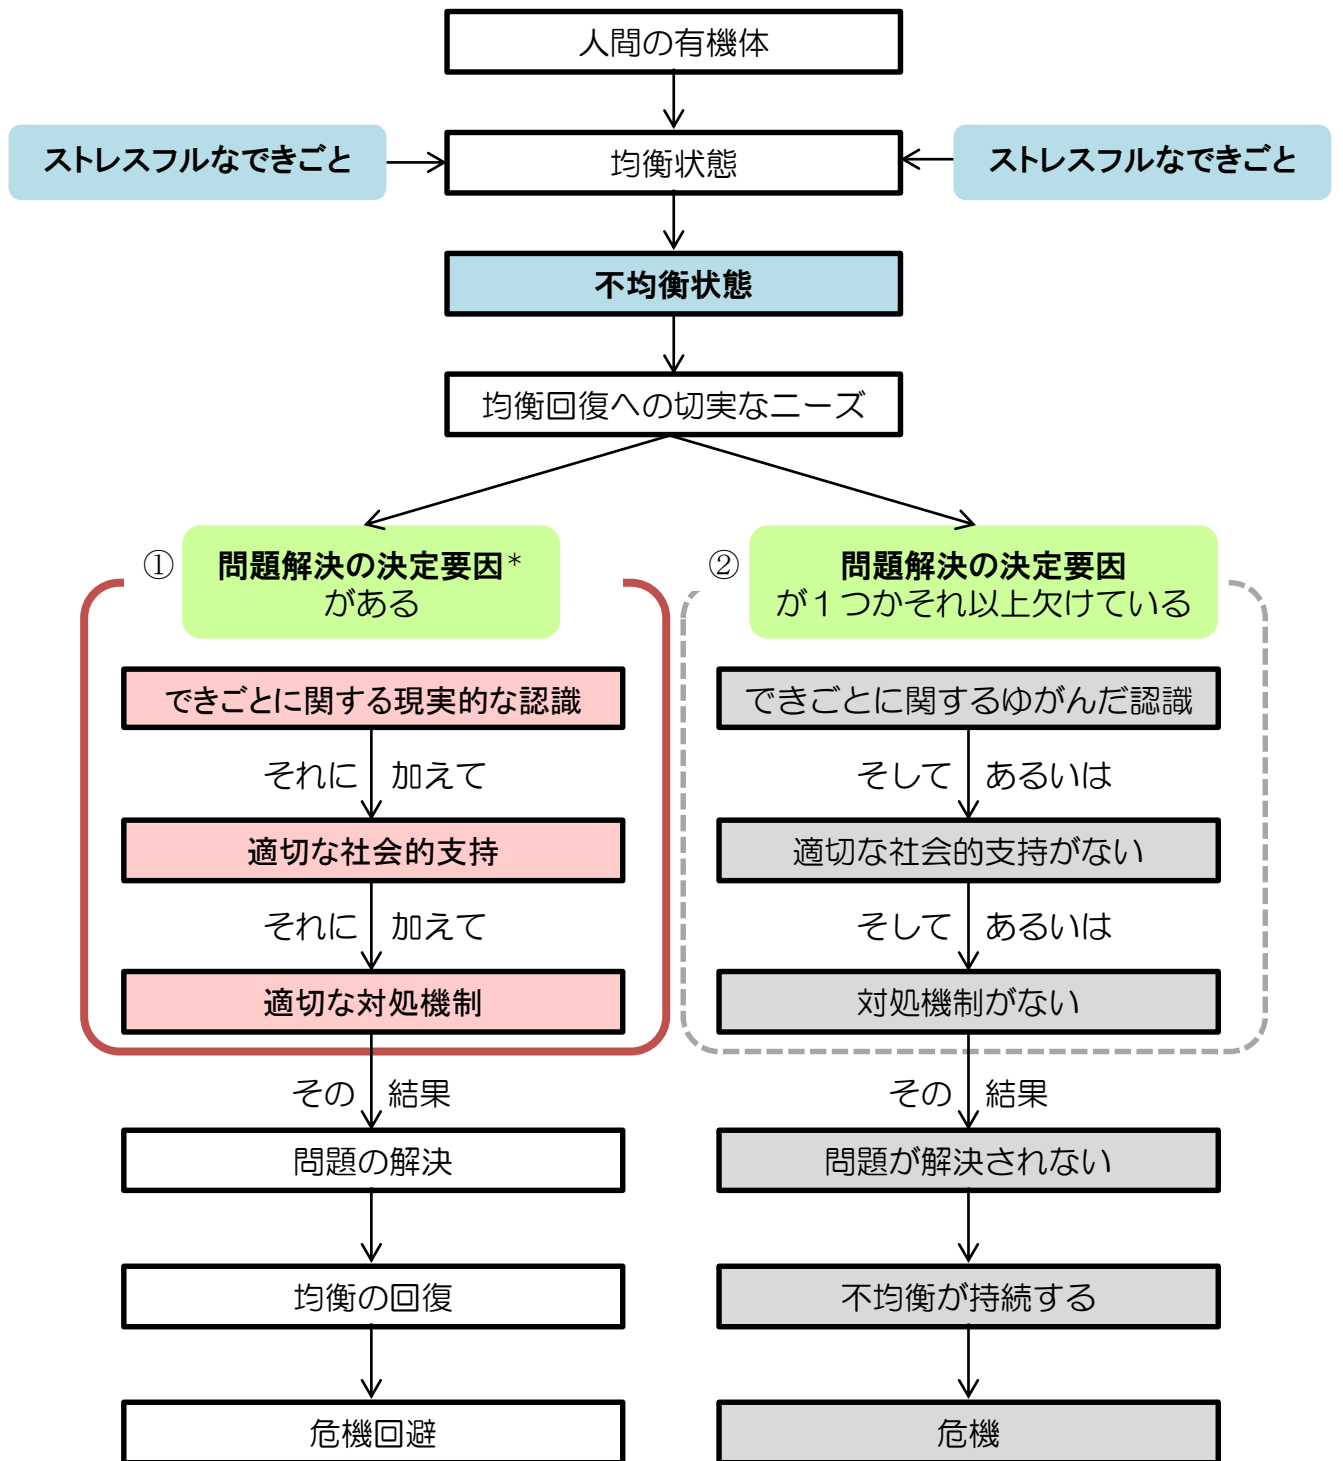 人間の有機体
ストレスフルなできごと
均衡状態
ストレスフルなできごと
不均衡状態
均衡回復への切実なニーズ
① 問題解決の決定要因*
がある
できごとに関する現実的な認識
それに 加えて
適切な社会的支持
それに 加えて
適切な対処機制
その 結果
問題の解決
均衡の回復
危機回避
② 問題解決の決定要因
が1つかそれ以上欠けている
できごとに関するゆがんだ認識
そして あるいは
適切な社会的支持がない
そして あるいは
対処機制がない
その 結果
問題が解決されない
不均衡が持続する
危機